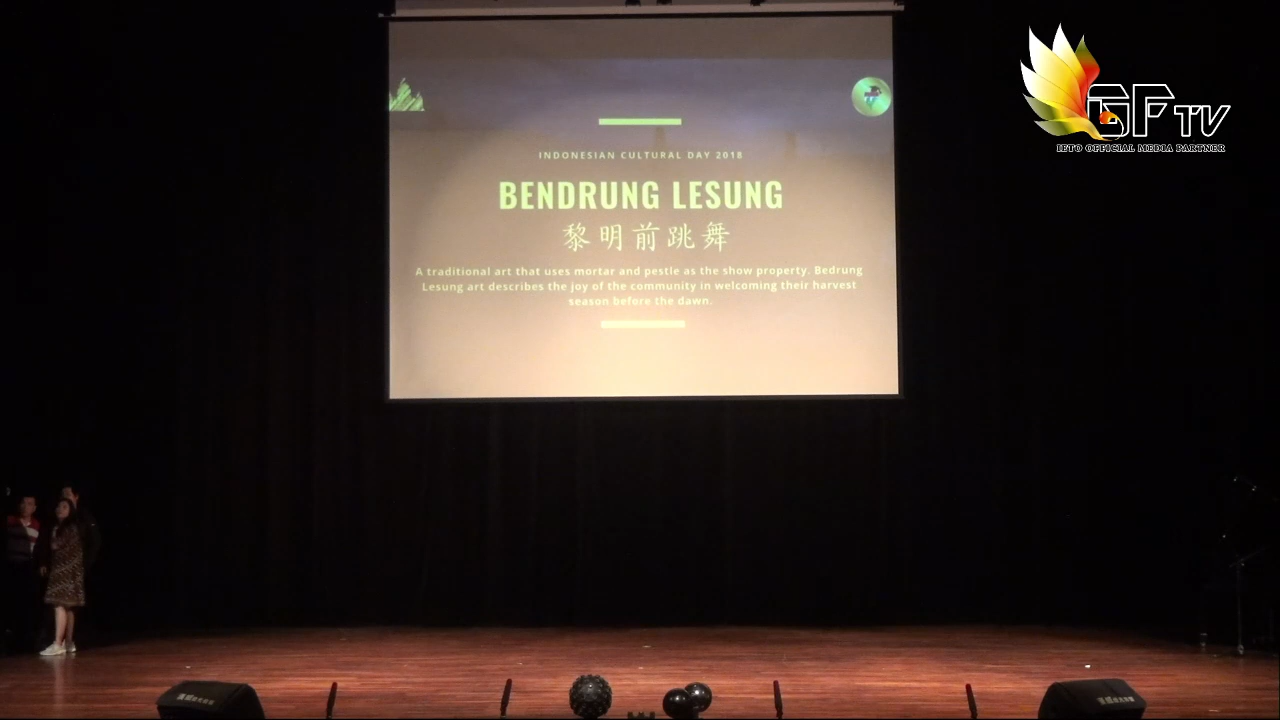 INDONESIAN CULTURAL DAY 2018
BENDRUNG LESUNG
黎明前跳舞
A traditional art that uses mortar and pestle as the show property. Bedrung
Lesung art describes the joy of the community in welcoming their harvest
season before the dawn.
GFTV
IETO OFFICIAL MEDIA PARTNER